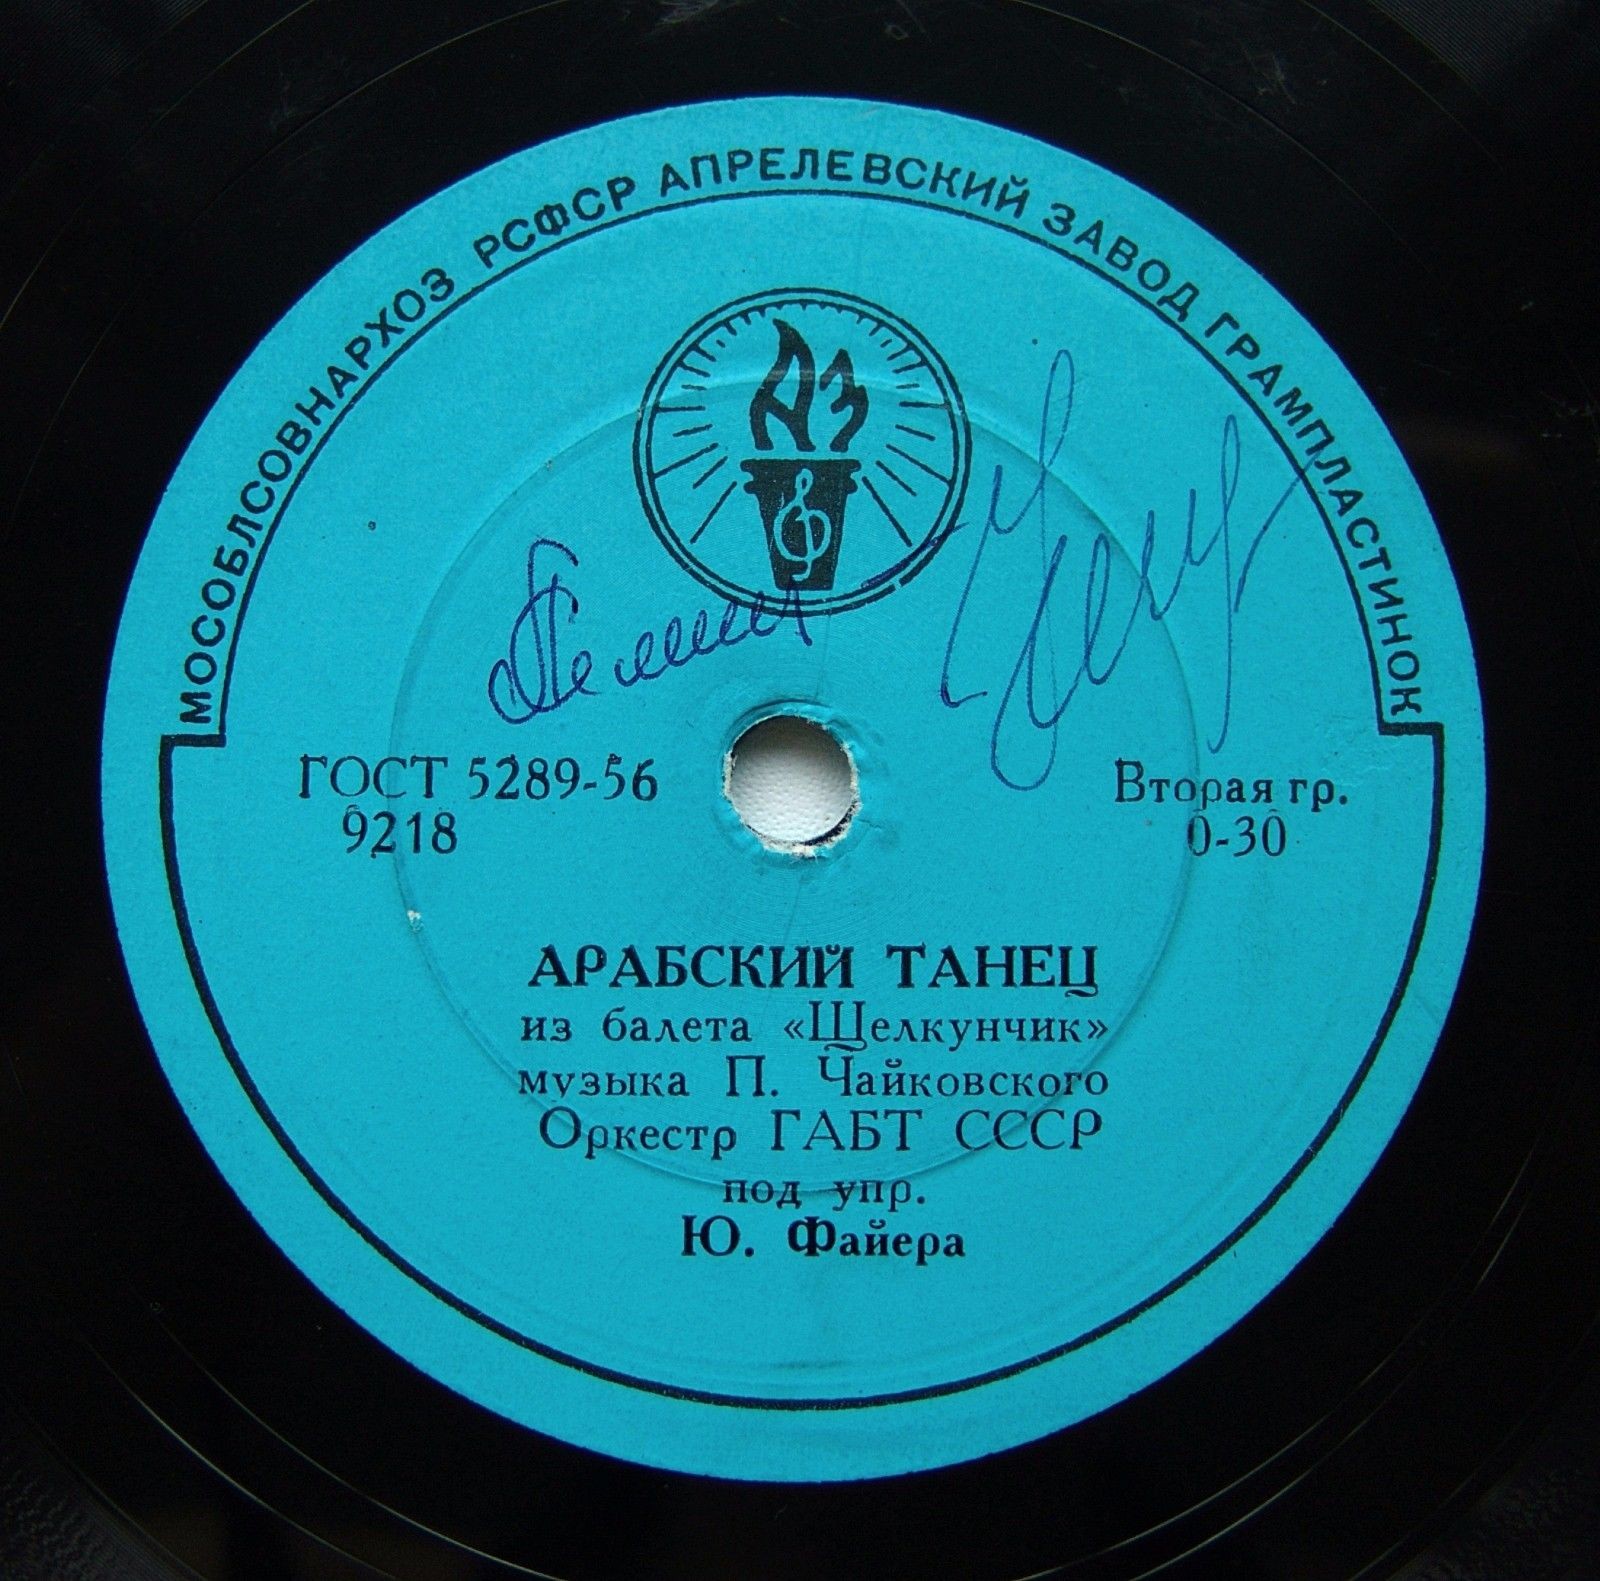 МОСОБЛСОВНАРХОЗ РСФСР АПРЕЛЕВСКИЙ ЗАВОД ГРАМПЛАСТИНОК
АЗ
ГОСТ 5289-56
9218
Вторая гр.
0-30
АРАБСКИЙ ТАНЕЦ
из балета «Щелкунчик»
музыка П. Чайковского
Оркестр ГАБТ СССР
под упр.
Ю. Файера